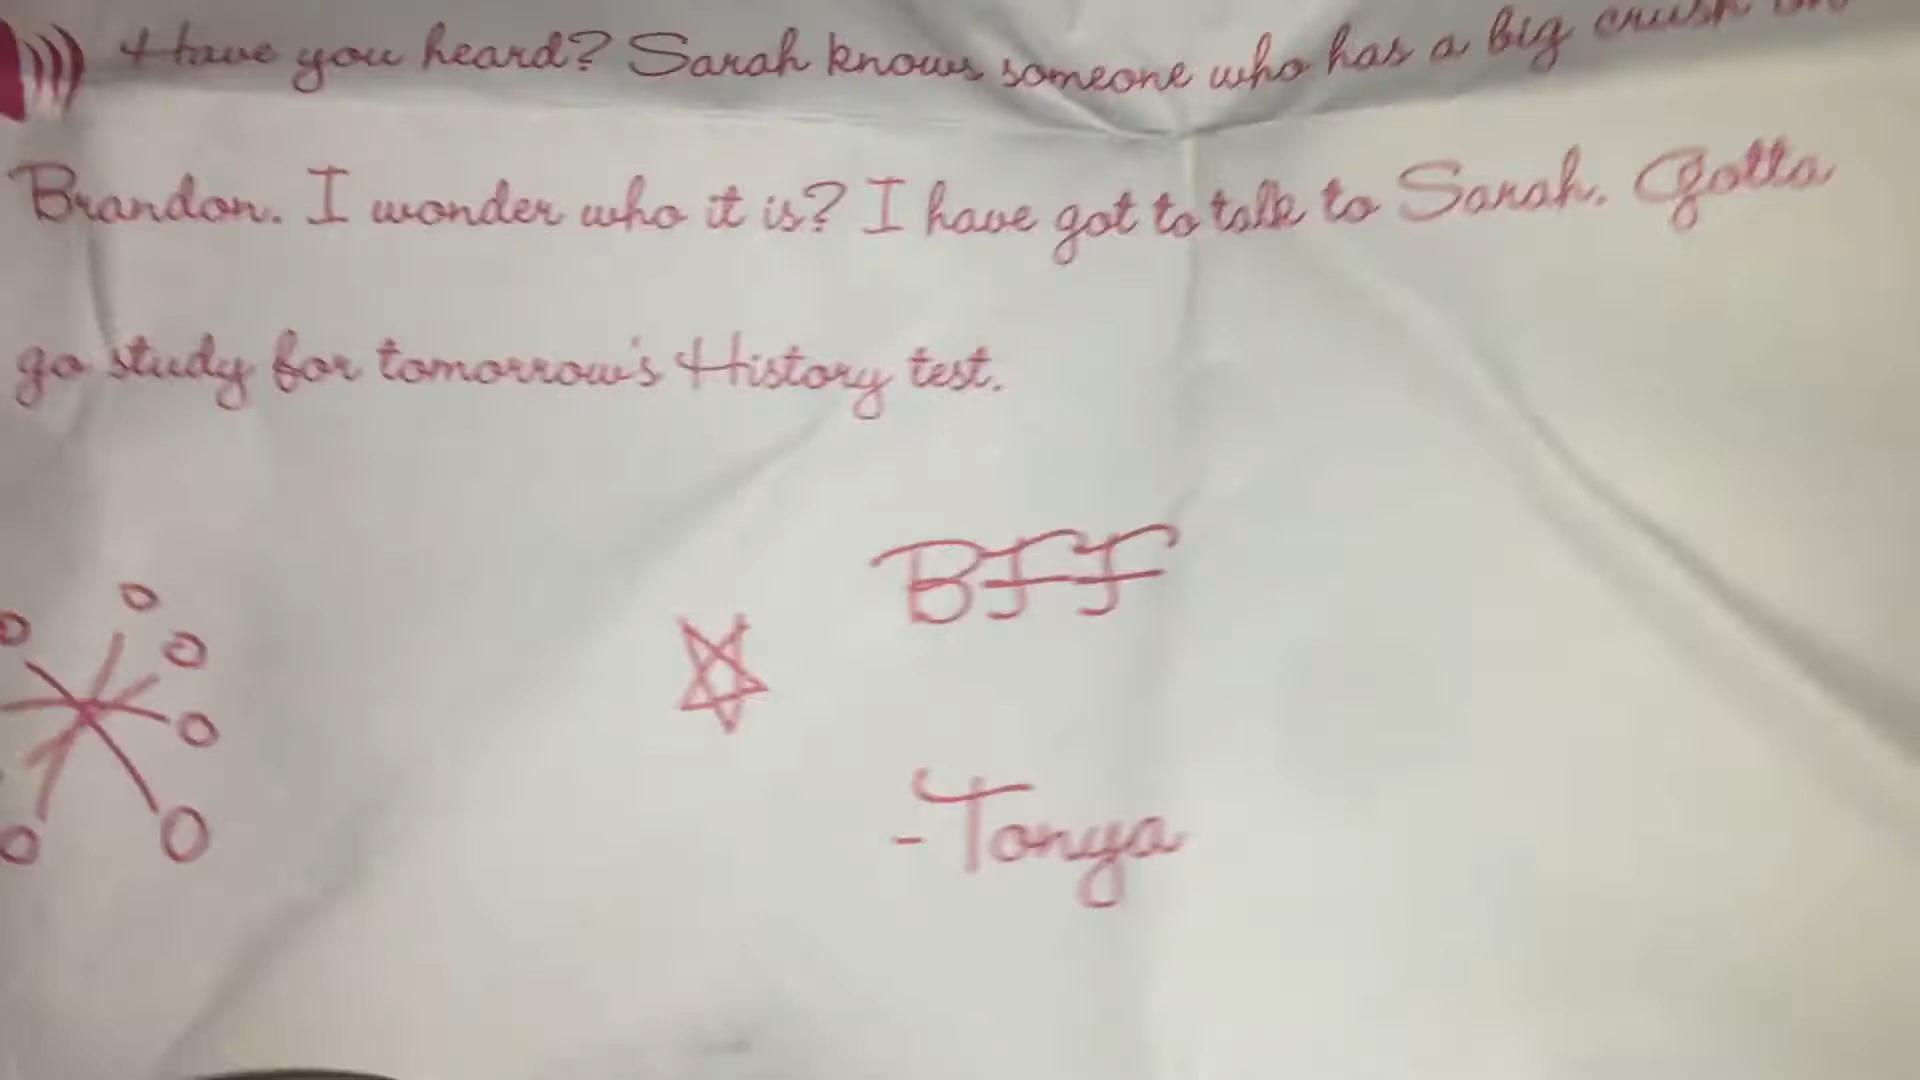 Have you heard? Sarah knows someone who has a big crush on
Brandon. I wonder who it is? I have got to talk to Sarah. Gotta
go study for tomorrow's History test.
BFF
-Tonya